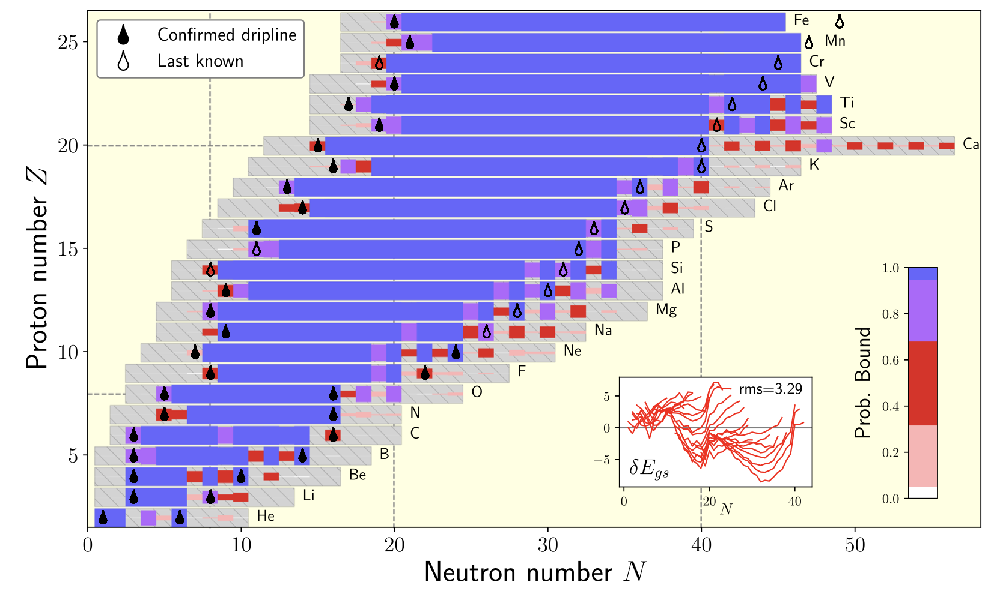 Confirmed dripline
Last known
Fe
Mn
Cr
V
Ti
Sc
Ca
K
Ar
Cl
S
P
Si
Al
Mg
Na
Ne
F
O
N
C
B
Be
Li
He
25
20
15
10
5
Proton number Z
0 10 20 30 40 50
Neutron number N
rms=3.29
5
0
−5
δE_gs
0 20 40
N
1.0
0.8
0.6
0.4
0.2
0.0
Prob. Bound